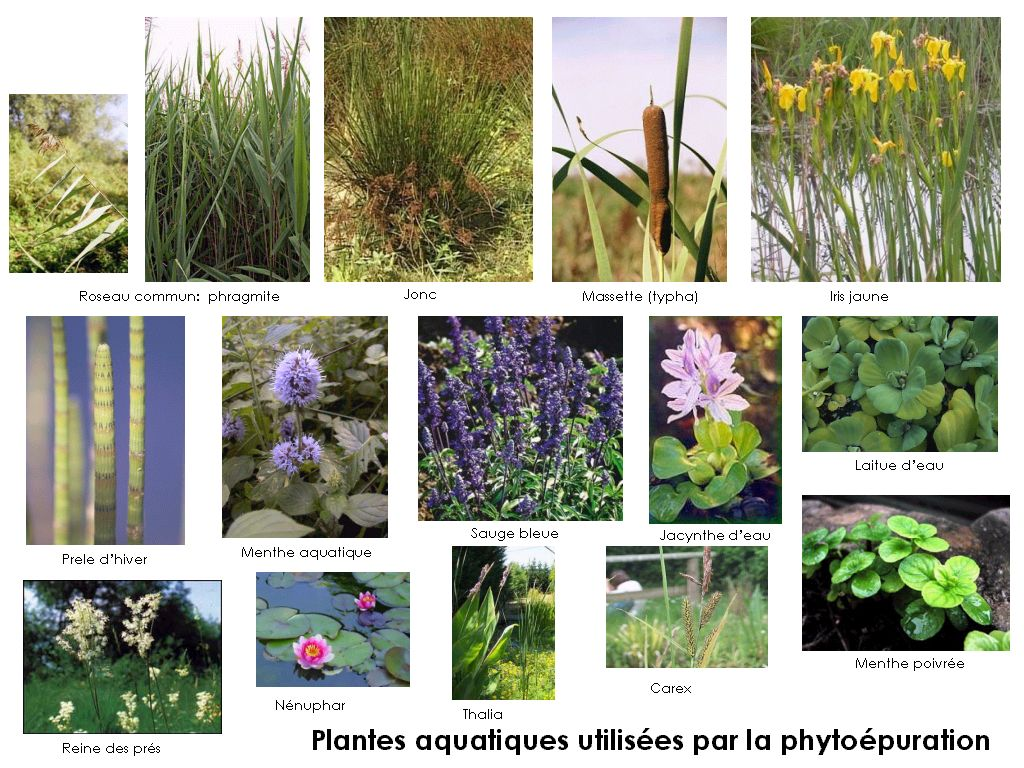 Roseau commun:  phragmite
Jonc
Massette (typha)
Iris jaune
Prele d'hiver
Menthe aquatique
Sauge bleue
Jacynthe d'eau
Laitue d'eau
Reine des prés
Nénuphar
Thalia
Carex
Menthe poivrée
Plantes aquatiques utilisées par la phytoépuration